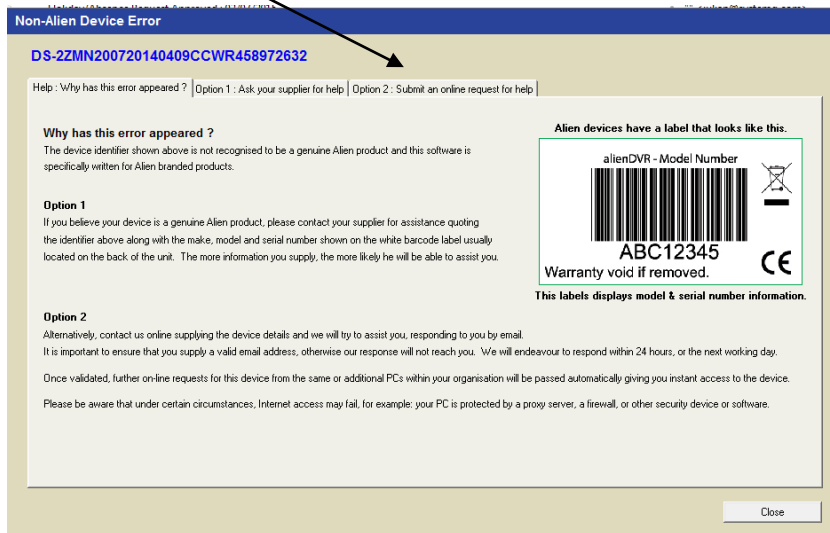 Non-Alien Device Error
DS-2ZMN200720140409CCWR458972632
Help : Why has this error appeared ?
Option 1 : Ask your supplier for help
Option 2 : Submit an online request for help
Why has this error appeared ?
The device identifier shown above is not recognised to be a genuine Alien product and this software is
specifically written for Alien branded products.
Option 1
If you believe your device is a genuine Alien product, please contact your supplier for assistance quoting
the identifier above along with the make, model and serial number shown on the white barcode label usually
located on the back of the unit. The more information you supply, the more likely he will be able to assist you.
Alien devices have a label that looks like this.
alienDVR - Model Number
ABC12345
Warranty void if removed.
CE
This labels displays model & serial number information.
Option 2
Alternatively, contact us online supplying the device details and we will try to assist you, responding to you by email.
It is important to ensure that you supply a valid email address, otherwise our response will not reach you. We will endeavour to respond within 24 hours, or the next working day.
Once validated, further on-line requests for this device from the same or additional PCs within your organisation will be passed automatically giving you instant access to the device.
Please be aware that under certain circumstances, Internet access may fail, for example: your PC is protected by a proxy server, a firewall, or other security device or software.
Close